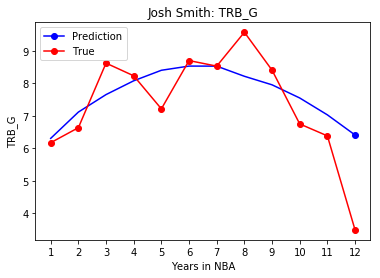 Josh Smith: TRB_G
Prediction
True
TRB_G
9
8
7
6
5
4
1 2 3 4 5 6 7 8 9 10 11 12
Years in NBA